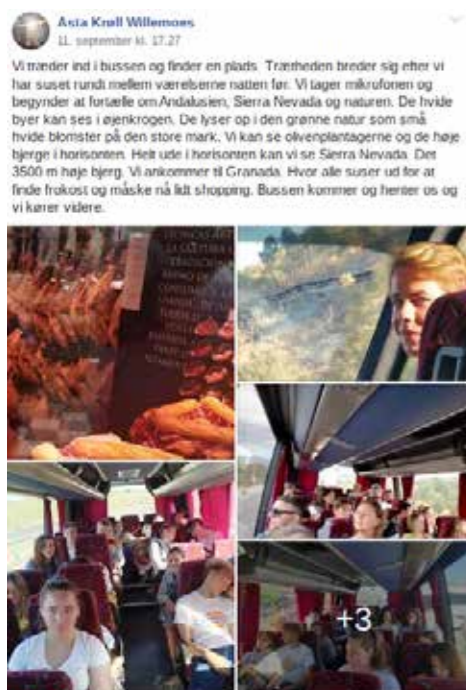 Asta Krøll Willemoes
11. september kl. 17.27
Vi træder ind i bussen og finder en plads. Trætheden breder sig efter vi
har suset rundt mellem værelserne natten før. Vi tager mikrofonen og
begynder at fortælle om Andalusien, Sierra Nevada og naturen. De hvide
byer kan ses i øjenkrogen. De lyser op i den grønne natur som små
hvide blomster på den store mark. Vi kan se olivenplantagerne og de høje
bjerge i horisonten. Helt ude i horisonten kan vi se Sierra Nevada. Det
3500 m høje bjerg. Vi ankommer til Granada. Hvor alle suser ud for at
finde frokost og måske nå lidt shopping. Bussen kommer og henter os og
vi kører videre.
+3